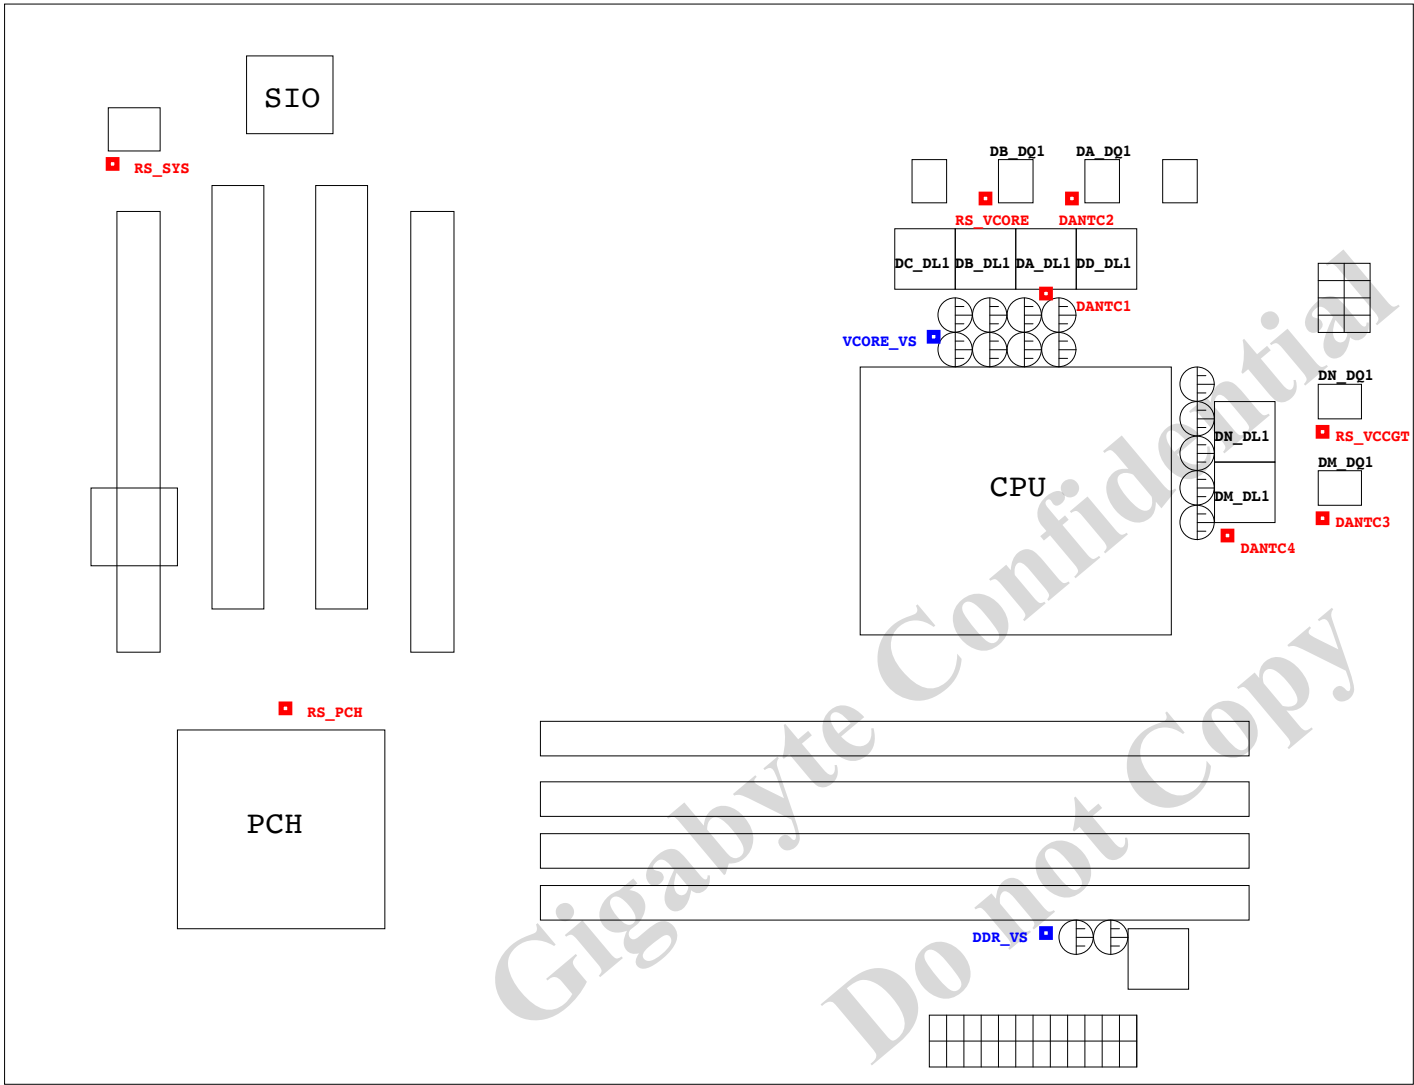 SIO
RS_SYS
DB_DQ1
DA_DQ1
RS_VCORE
DANTC2
DC_DL1
DB_DL1
DA_DL1
DD_DL1
DANTC1
VCORE_VS
DN_DQ1
DN_DL1
RS_VCCGT
DM_DQ1
CPU
DM_DL1
DANTC3
DANTC4
RS_PCH
PCH
DDR_VS
Gigabyte Confidential
Do not Copy